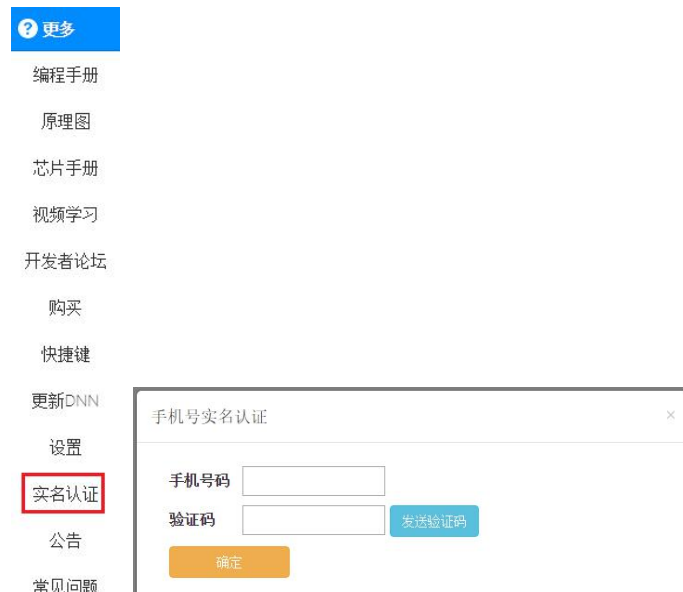 更多
编程手册
原理图
芯片手册
视频学习
开发者论坛
购买
快捷键
更新DNN
设置
实名认证
公告
常见问题
手机号实名认证
×
手机号码
验证码
发送验证码
确定